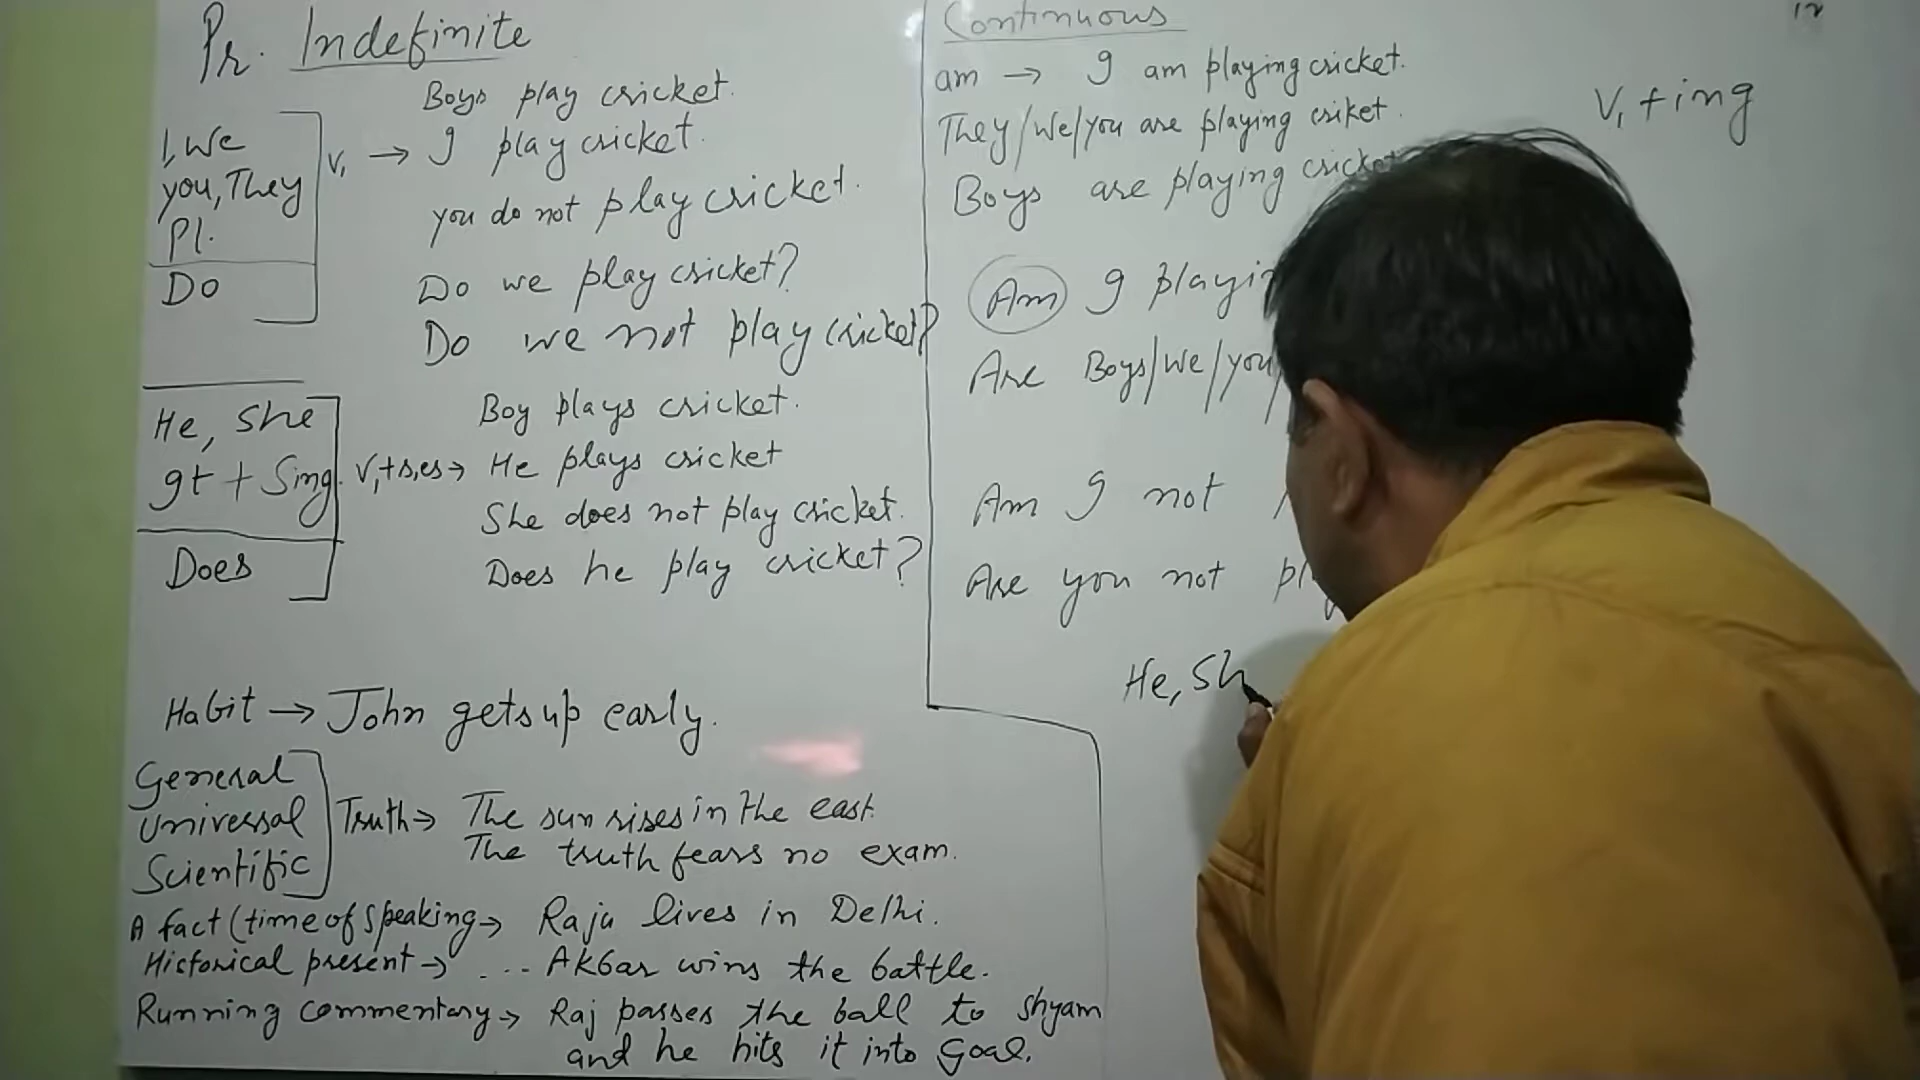 Pr. Indefinite
Boys play cricket.
I, We
you, They
Pl.
Do
V₁ → I play cricket.
you do not play cricket.
Do we play cricket?
Do we not play cricket?
He, she
It + Sing.
Does
V₁+s,es→
Boy plays cricket.
He plays cricket
She does not play cricket.
Does he play cricket?
Habit → John gets up early.
General
Universal
Scientific
Truth→ The sun rises in the east.
The truth fears no exam.
A fact (time of speaking→ Raju lives in Delhi.
Historical present→ ... Akbar wins the battle.
Running commentary→ Raj passes the ball to Shyam
and he hits it into Goal.
Continuous
am → I am playing cricket.
They/We/you are playing criket.
Boys are playing cricket
V₁ + ing
Am I
Are Boys/We/you/
Am I not
Are you not
He, Sh